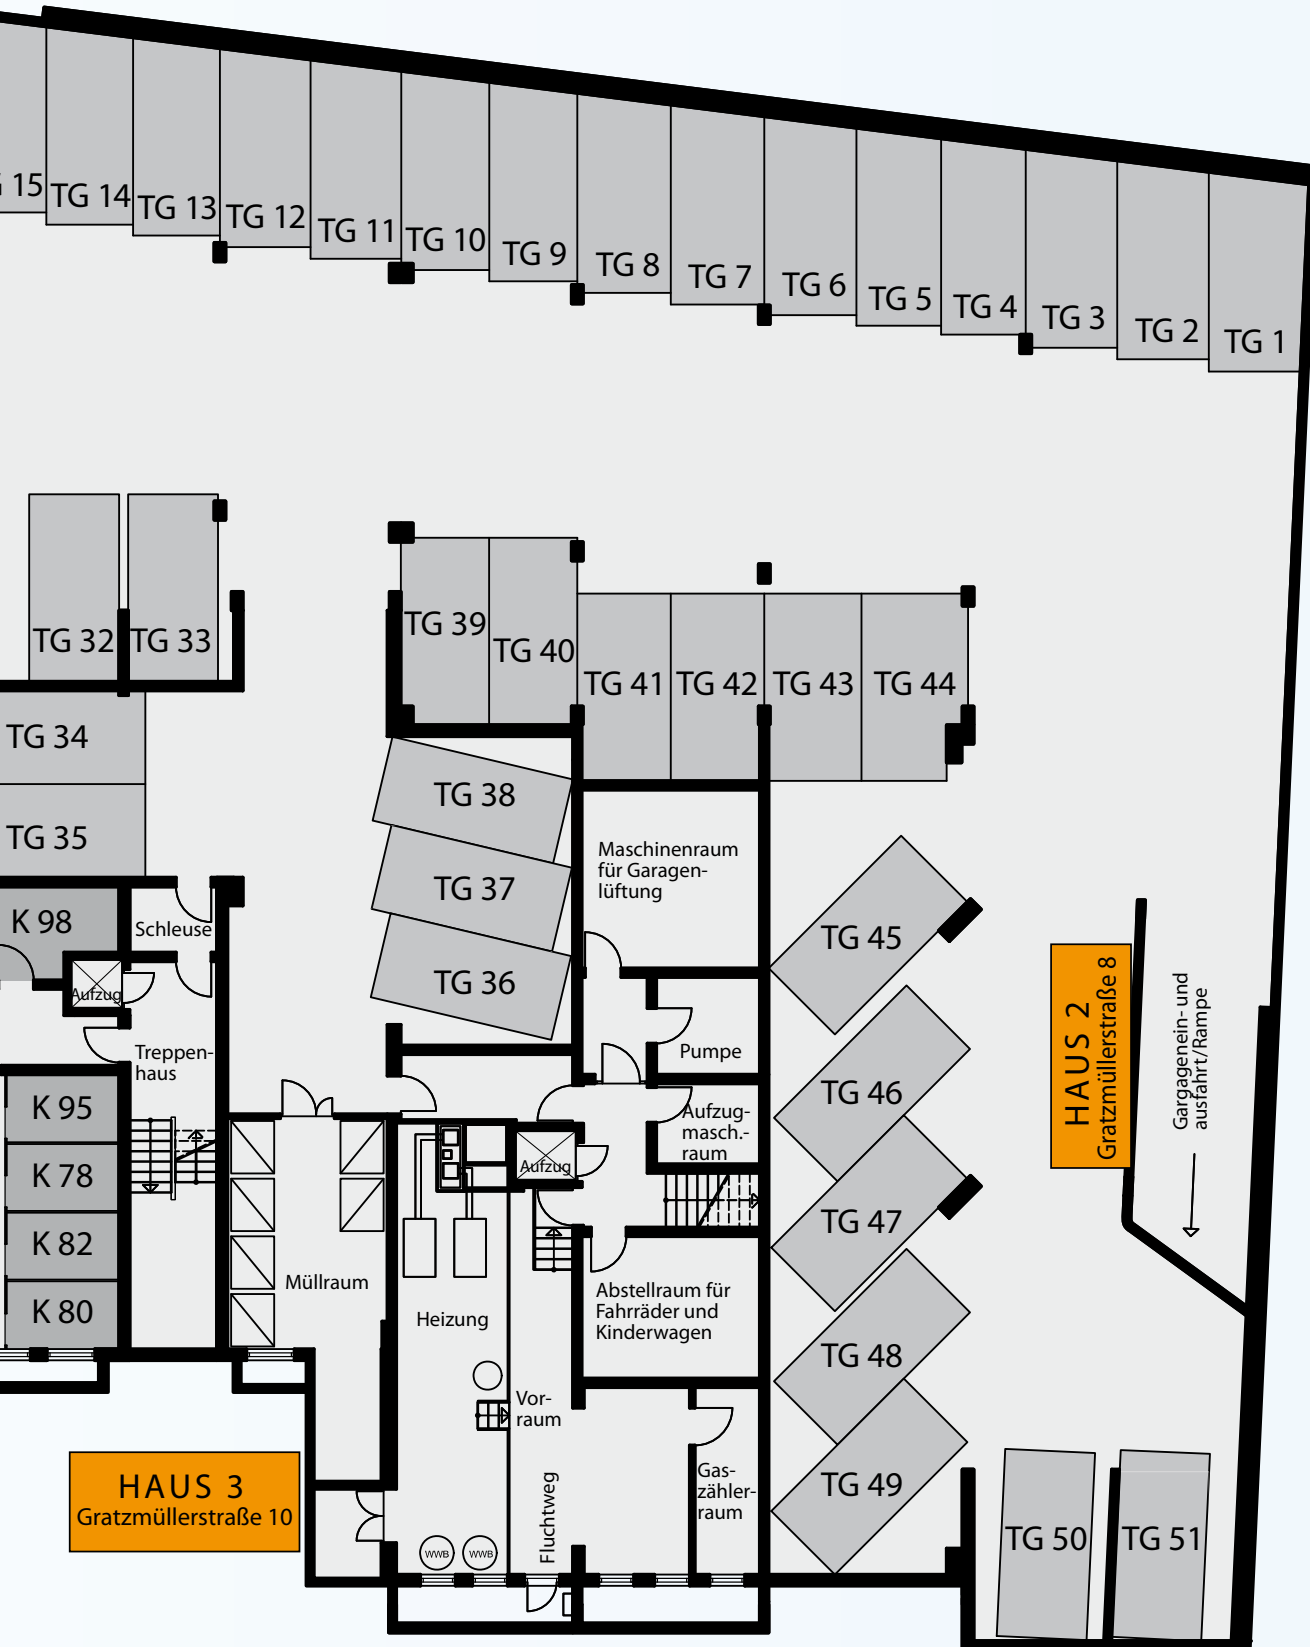 15
TG 14
TG 13
TG 12
TG 11
TG 10
TG 9
TG 8
TG 7
TG 6
TG 5
TG 4
TG 3
TG 2
TG 1
TG 32
TG 33
TG 39
TG 40
TG 41
TG 42
TG 43
TG 44
TG 34
TG 35
TG 38
TG 37
TG 36
Maschinenraum
für Garagen-
lüftung
TG 45
K 98
Schleuse
Aufzug
Treppen-
haus
Pumpe
TG 46
HAUS 2
Gratzmüllerstraße 8
Gargagenein- und
ausfahrt/Rampe
K 95
K 78
K 82
K 80
Aufzug-
masch.-
raum
Aufzug
TG 47
Müllraum
Heizung
Abstellraum für
Fahrräder und
Kinderwagen
TG 48
Vor-
raum
Fluchtweg
Gas-
zähler-
raum
TG 49
HAUS 3
Gratzmüllerstraße 10
WWB
WWB
TG 50
TG 51